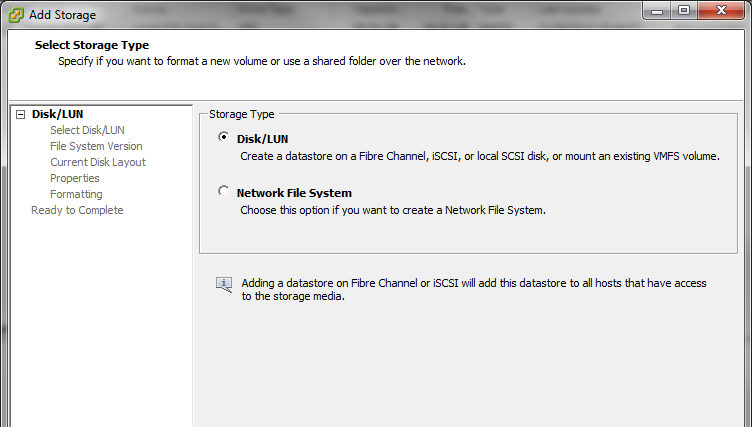 Add Storage
Select Storage Type
Specify if you want to format a new volume or use a shared folder over the network.
Disk/LUN
Select Disk/LUN
File System Version
Current Disk Layout
Properties
Formatting
Ready to Complete
Storage Type
Disk/LUN
Create a datastore on a Fibre Channel, iSCSI, or local SCSI disk, or mount an existing VMFS volume.
Network File System
Choose this option if you want to create a Network File System.
Adding a datastore on Fibre Channel or iSCSI will add this datastore to all hosts that have access
to the storage media.